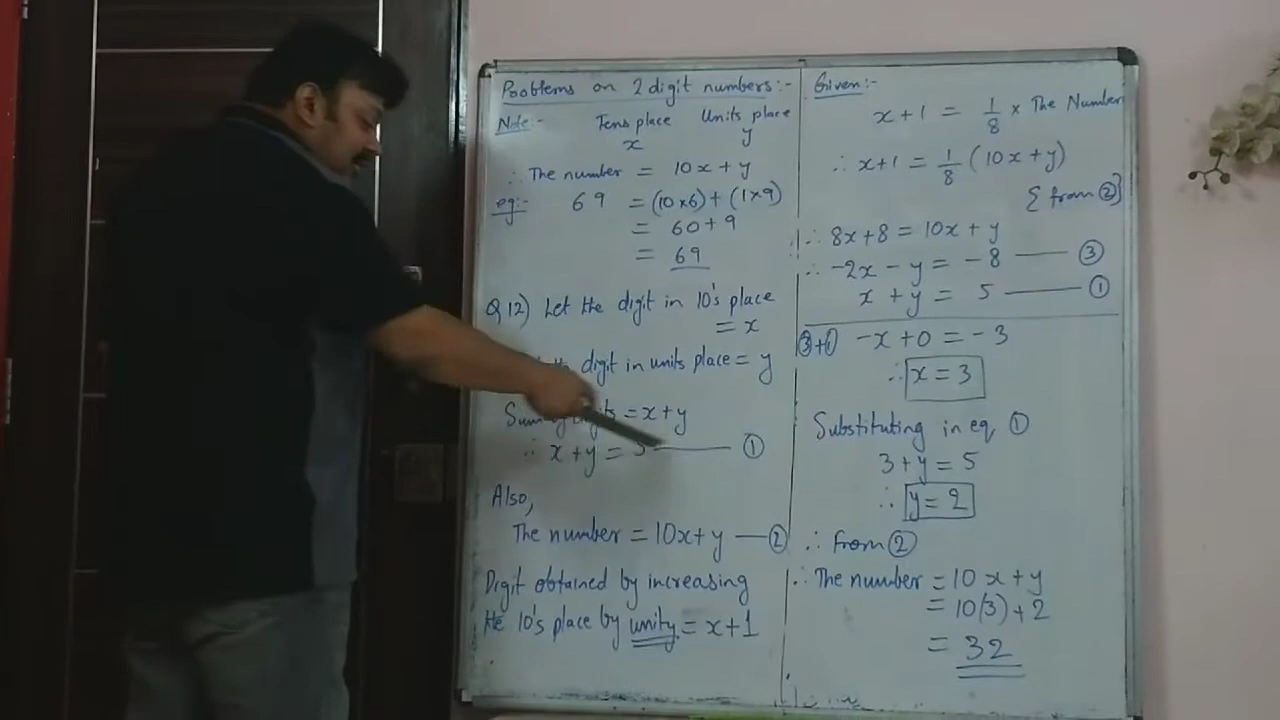 Problems on 2 digit numbers:-
Note:- Tens place Units place
x y
∴ The number = 10x + y
eg:- 69 = (10×6) + (1×9)
= 60 + 9
= 69
Q12) Let the digit in 10's place
= x
digit in units place = y
Sum digits = x+y
∴ x+y = 5 ——— ①
Also,
The number = 10x+y — ②
Digit obtained by increasing
the 10's place by unity = x+1
Given:-
x+1 = 1/8 × The Number
∴ x+1 = 1/8 (10x+y)
{from ②}
∴ 8x+8 = 10x+y
∴ -2x - y = -8 —— ③
x + y = 5 ——— ①
③+① -x+0 = -3
∴ x = 3
Substituting in eq ①
3+y = 5
∴ y = 2
∴ from ②
∴ The number = 10x+y
= 10(3)+2
= 32